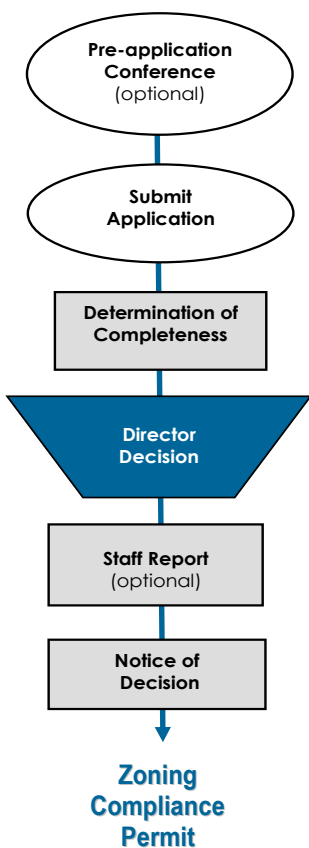 Pre-application
Conference
(optional)
Submit
Application
Determination of
Completeness
Director
Decision
Staff Report
(optional)
Notice of
Decision
Zoning
Compliance
Permit